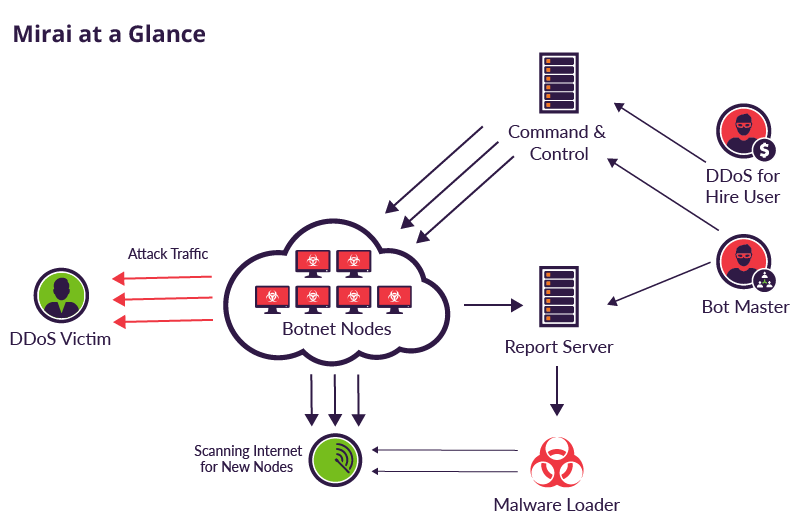 Mirai at a Glance
Command &
Control
DDoS for
Hire User
Attack Traffic
DDoS Victim
Botnet Nodes
Bot Master
Report Server
Scanning Internet
for New Nodes
Malware Loader